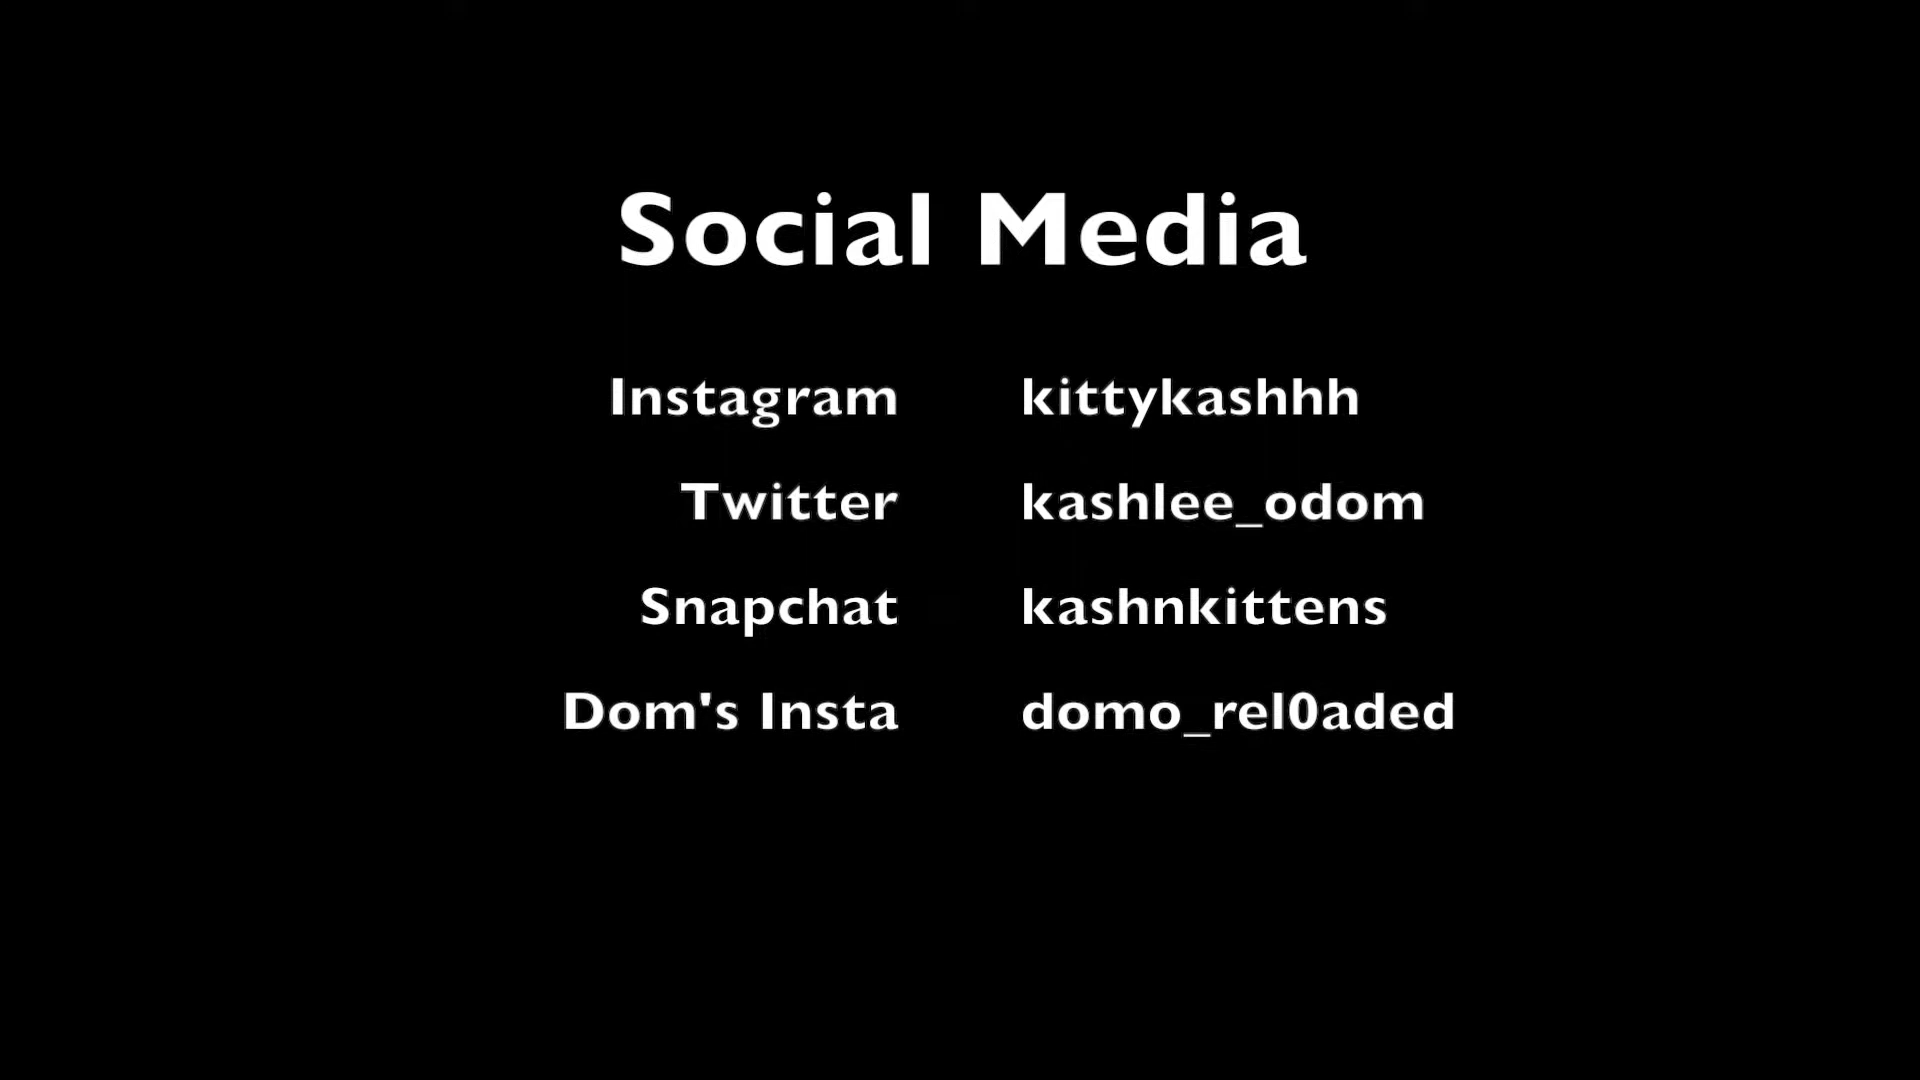 Social Media
Instagram kittykashhh
Twitter kashlee_odom
Snapchat kashnkittens
Dom's Insta domo_rel0aded